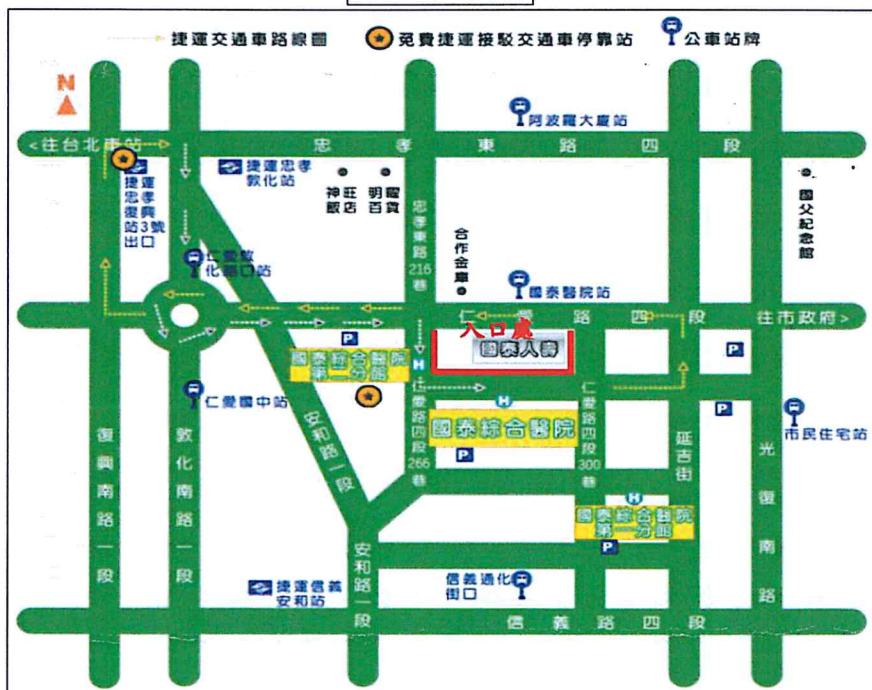 捷運交通車路線圖
免費捷運接駁交通車停靠站
公車站牌
N
阿波羅大廈站
<往台北車站
忠孝東路四段
捷運
忠孝
復興
站3號
出口
捷運忠孝
敦化站
神旺
飯店
明曜
百貨
忠孝東路216巷
合作金庫
國父紀念館
仁愛敦
化路口站
國泰醫院站
仁愛路四段
往市政府>
入口處
國泰人壽
P
國泰綜合醫院
第二分館
H
P
仁愛國中站
安和路一段
仁愛路四段266巷
H
國泰綜合醫院
P
仁愛路四段300巷
P
延吉街
市民住宅站
復興南路一段
敦化南路一段
光復南路
H
國泰綜合醫院
第一分館
P
安和路一段
捷運信義
安和站
信義通化
街口
信義路四段